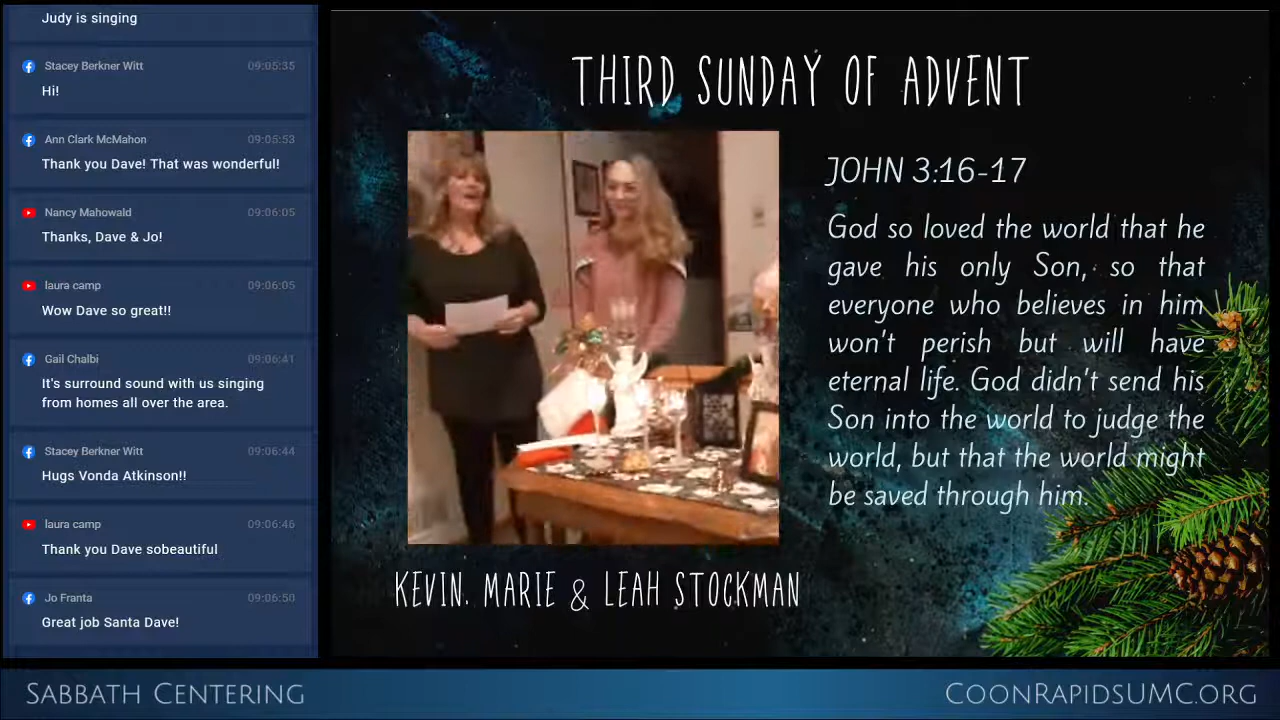 Judy is singing
Stacey Berkner Witt 09:05:35
Hi!
Ann Clark McMahon 09:05:53
Thank you Dave! That was wonderful!
Nancy Mahowald 09:06:05
Thanks, Dave & Jo!
laura camp 09:06:05
Wow Dave so great!!
Gail Chalbi 09:06:41
It's surround sound with us singing
from homes all over the area.
Stacey Berkner Witt 09:06:44
Hugs Vonda Atkinson!!
laura camp 09:06:46
Thank you Dave sobeautiful
Jo Franta 09:06:50
Great job Santa Dave!
THIRD SUNDAY OF ADVENT
JOHN 3:16-17
God so loved the world that he
gave his only Son, so that
everyone who believes in him
won't perish but will have
eternal life. God didn't send his
Son into the world to judge the
world, but that the world might
be saved through him.
KEVIN. MARIE & LEAH STOCKMAN
SABBATH CENTERING
COONRAPIDSUMC.ORG